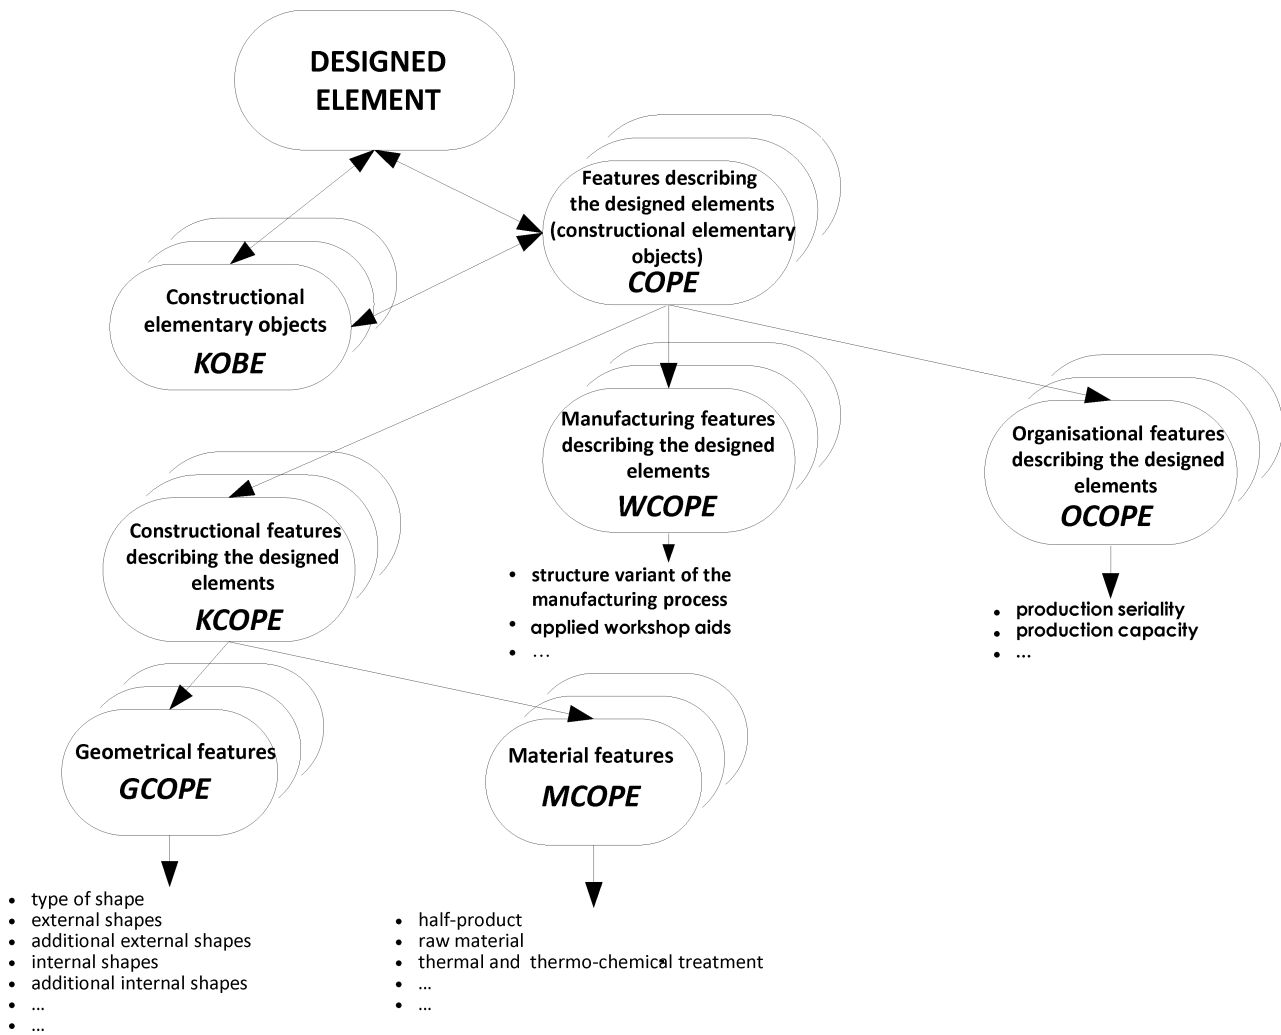 DESIGNED
ELEMENT
Features describing
the designed elements
(constructional elementary
objects)
COPE
Constructional
elementary objects
KOBE
Manufacturing features
describing the designed
elements
WCOPE
Organisational features
describing the designed
elements
OCOPE
Constructional features
describing the designed
elements
KCOPE
• structure variant of the
manufacturing process
• applied workshop aids
• ...
• production seriality
• production capacity
• ...
Geometrical features
GCOPE
Material features
MCOPE
• type of shape
• external shapes
• additional external shapes
• internal shapes
• additional internal shapes
• ...
• ...
• half-product
• raw material
• thermal and thermo-chemical treatment
• ...
• ...